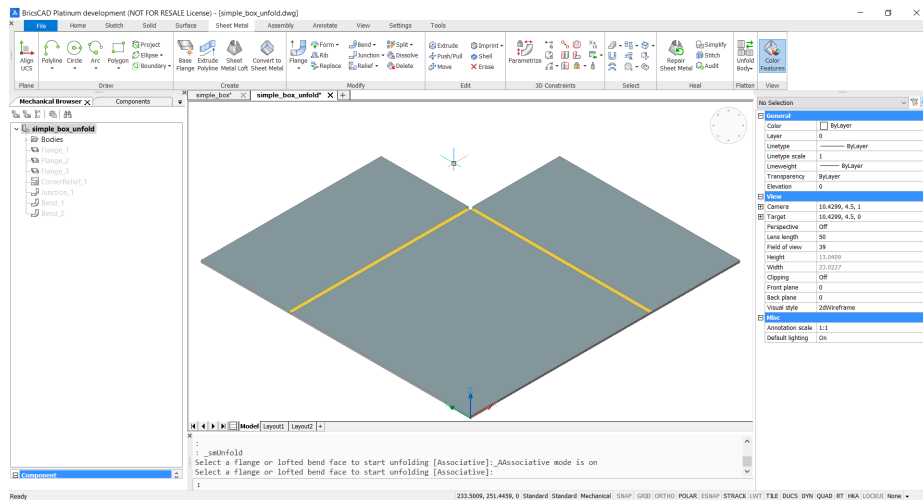 BricsCAD Platinum development (NOT FOR RESALE License) - [simple_box_unfold.dwg]
File Home Sketch Solid Surface Sheet Metal Assembly Annotate View Settings Tools
Align UCS
Polyline Circle Arc Polygon
Project
Ellipse
Boundary
Base Flange
Extrude Polyline
Sheet Metal Loft
Convert to Sheet Metal
Flange
Form
Rib
Replace
Bend
Junction
Relief
Split
Dissolve
Delete
Extrude
Push/Pull
Move
Imprint
Shell
Erase
Parametrize
Repair Sheet Metal
Simplify
Stitch
Audit
Unfold Body
Color Features
Plane Draw Create Modify Edit 3D Constraints Select Heal Flatten View
Mechanical Browser Components
simple_box* simple_box_unfold*
simple_box_unfold
Bodies
Flange_1
Flange_2
Flange_3
CornerRelief_1
Junction_1
Bend_1
Bend_2
Component
Z
Model Layout1 Layout2
:
: _smUnfold
Select a flange or lofted bend face to start unfolding [Associative]:_AAssociative mode is on
Select a flange or lofted bend face to start unfolding [Associative]:
:
No Selection
General
Color ByLayer
Layer 0
Linetype ByLayer
Linetype scale 1
Lineweight ByLayer
Transparency ByLayer
Elevation 0
View
Camera 10.4299, 4.5, 1
Target 10.4299, 4.5, 0
Perspective Off
Lens length 50
Field of view 39
Height 13.0409
Width 23.0227
Clipping Off
Front plane 0
Back plane 0
Visual style 2dWireframe
Misc
Annotation scale 1:1
Default lighting On
Ready
233.5009, 251.4459, 0 Standard Standard Mechanical SNAP GRID ORTHO POLAR ESNAP STRACK LWT TILE DUCS DYN QUAD RT HKA LOCKUI None